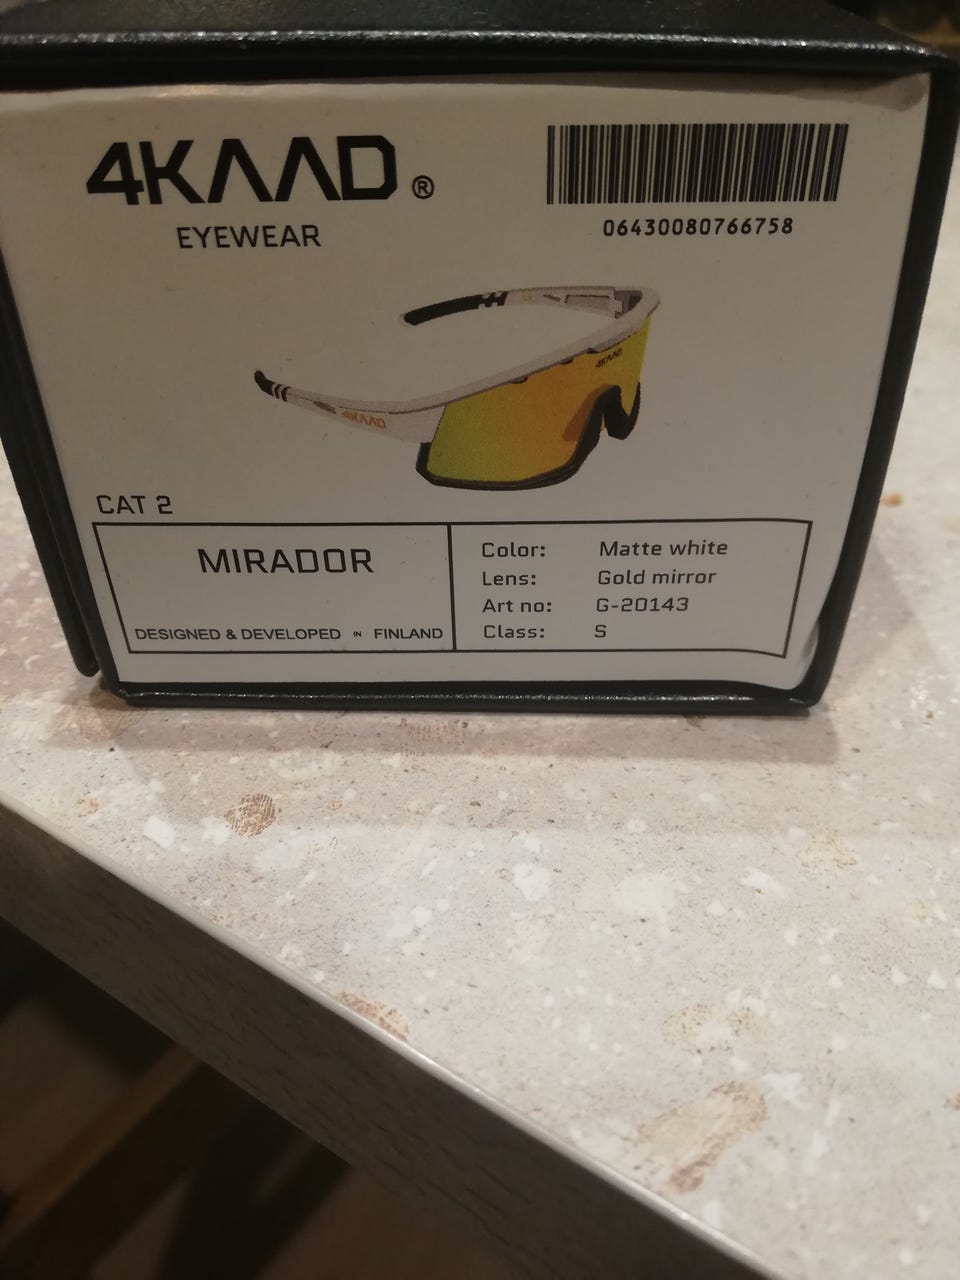 4KAAD®
EYEWEAR
06430080766758
4KAAD
4KAAD
CAT 2
MIRADOR
DESIGNED & DEVELOPED IN FINLAND
Color: Matte white
Lens: Gold mirror
Art no: G-20143
Class: S